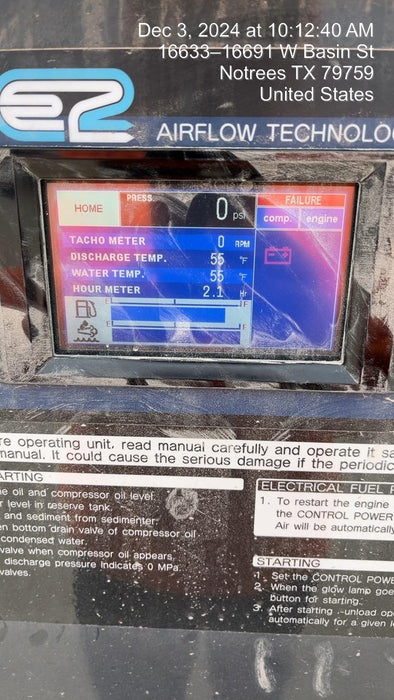 Dec 3, 2024 at 10:12:40 AM
16633–16691 W Basin St
Notrees TX 79759
United States
e2
AIRFLOW TECHNOLO
HOME
PRESS. 0 psi
FAILURE
comp. engine
TACHO METER 0 RPM
DISCHARGE TEMP. 55 °F
WATER TEMP. 55 °F
HOUR METER 2.1 Hr
E F
E F
re operating unit, read manual carefully and operate it sa
manual. It could cause the serious damage if the periodic
ARTING
ne oil and compressor oil level.
r level in reserve tank.
and sediment from sedimenter.
en bottom drain valve of compressor oil
condensed water.
valve when compressor oil appears.
discharge pressure indicates 0 MPa.
valves.
ELECTRICAL FUEL
1. To restart the engine
the CONTROL POWER
Air will be automatically
STARTING
1. Set the CONTROL POWE
2. When the glow lamp goe
button for starting.
3. After starting -unload op
automatically for a given